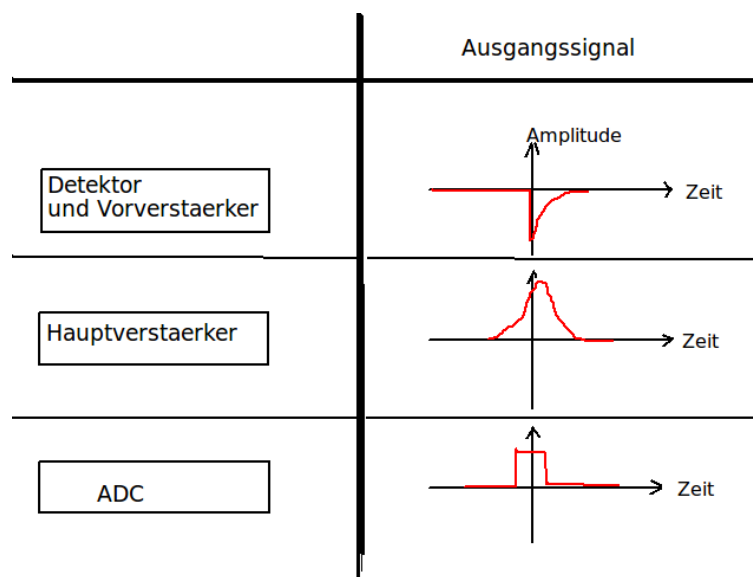 Ausgangssignal
Amplitude
Detektor
und Vorverstaerker
Zeit
Hauptverstaerker
Zeit
ADC
Zeit